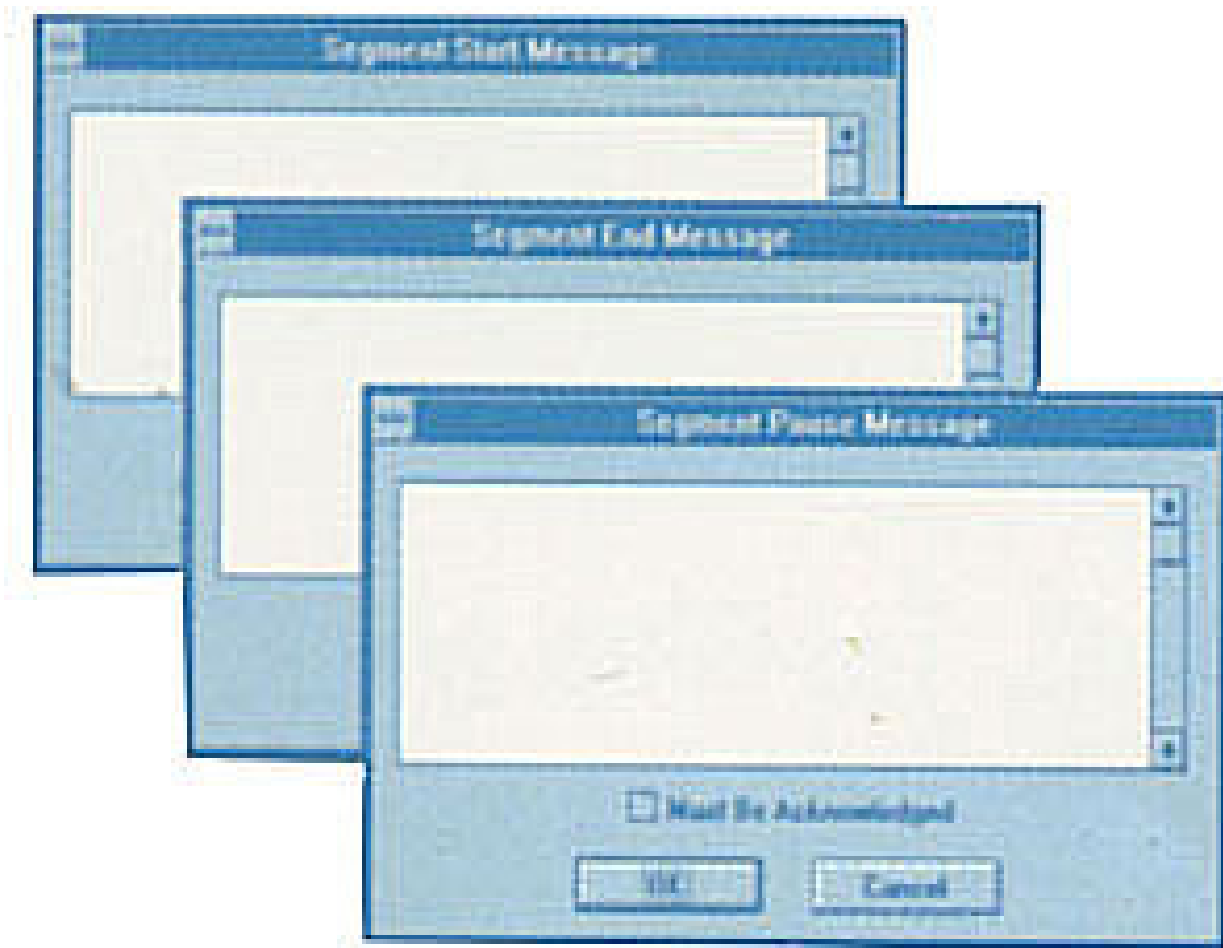 Segment Start Message
Segment End Message
Segment Pause Message
Must Be Acknowledged
OK
Cancel